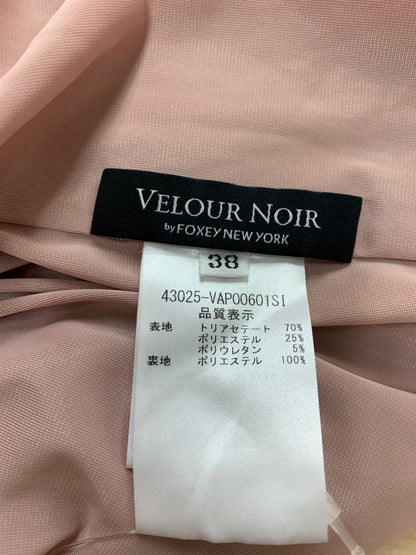 VELOUR NOIR
by FOXEY NEW YORK
38
43025-VAP00601SI
品質表示
表地 トリアセテート 70%
ポリエステル 25%
ポリウレタン 5%
裏地 ポリエステル 100%